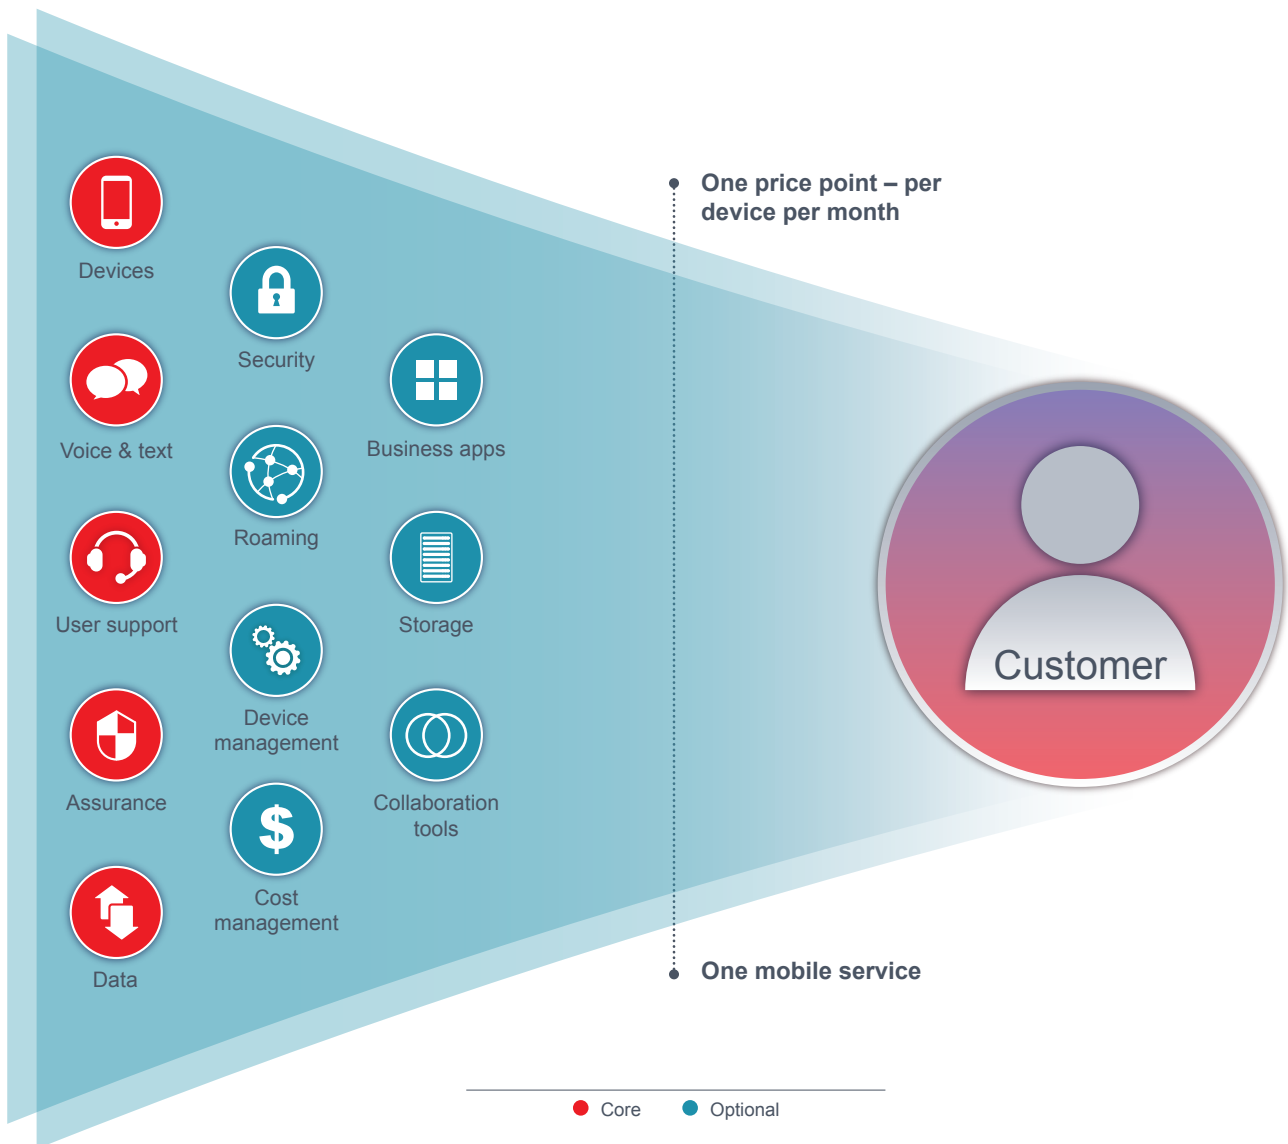 One price point – per
device per month
Devices
Security
Voice & text
Business apps
Roaming
User support
Storage
Device
management
Assurance
Collaboration
tools
$
Cost
management
Data
Customer
One mobile service
Core
Optional